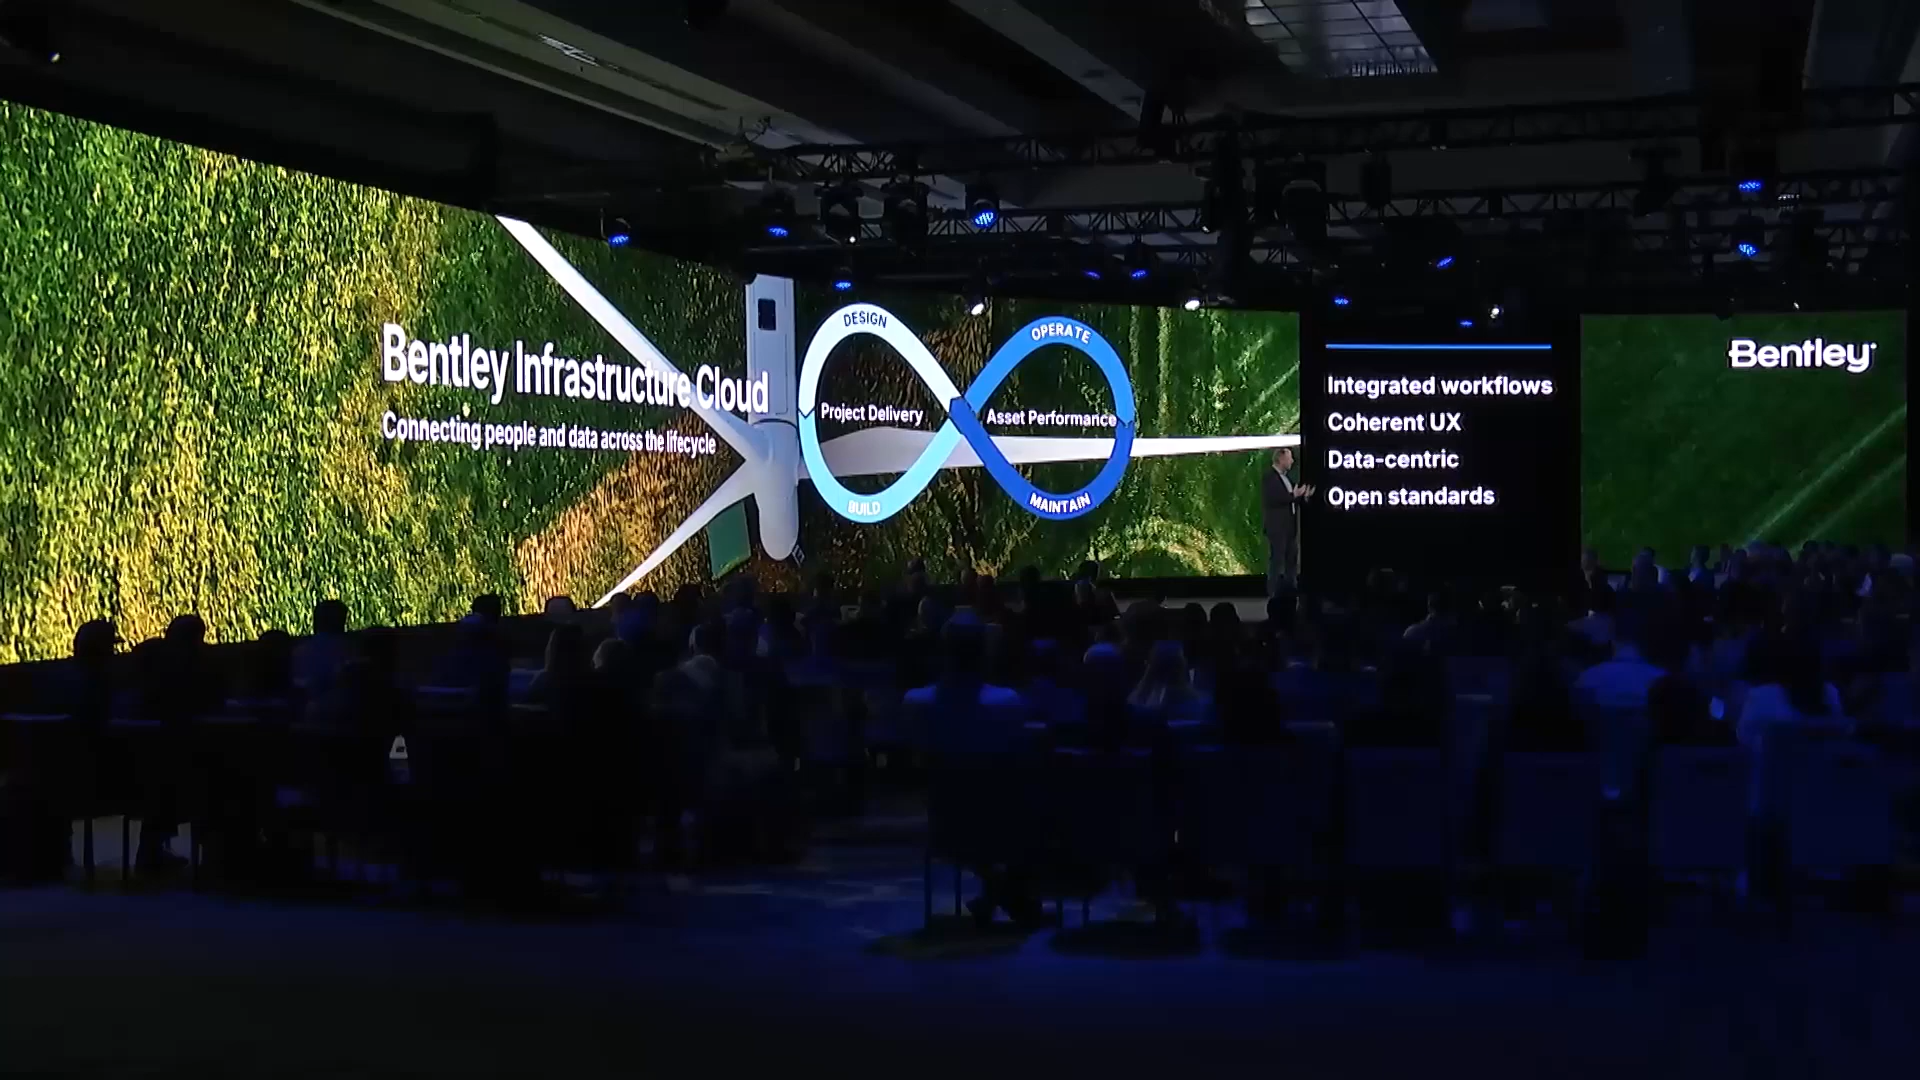 Bentley Infrastructure Cloud
Connecting people and data across the lifecycle
DESIGN
Project Delivery
BUILD
OPERATE
Asset Performance
MAINTAIN
Integrated workflows
Coherent UX
Data-centric
Open standards
Bentley